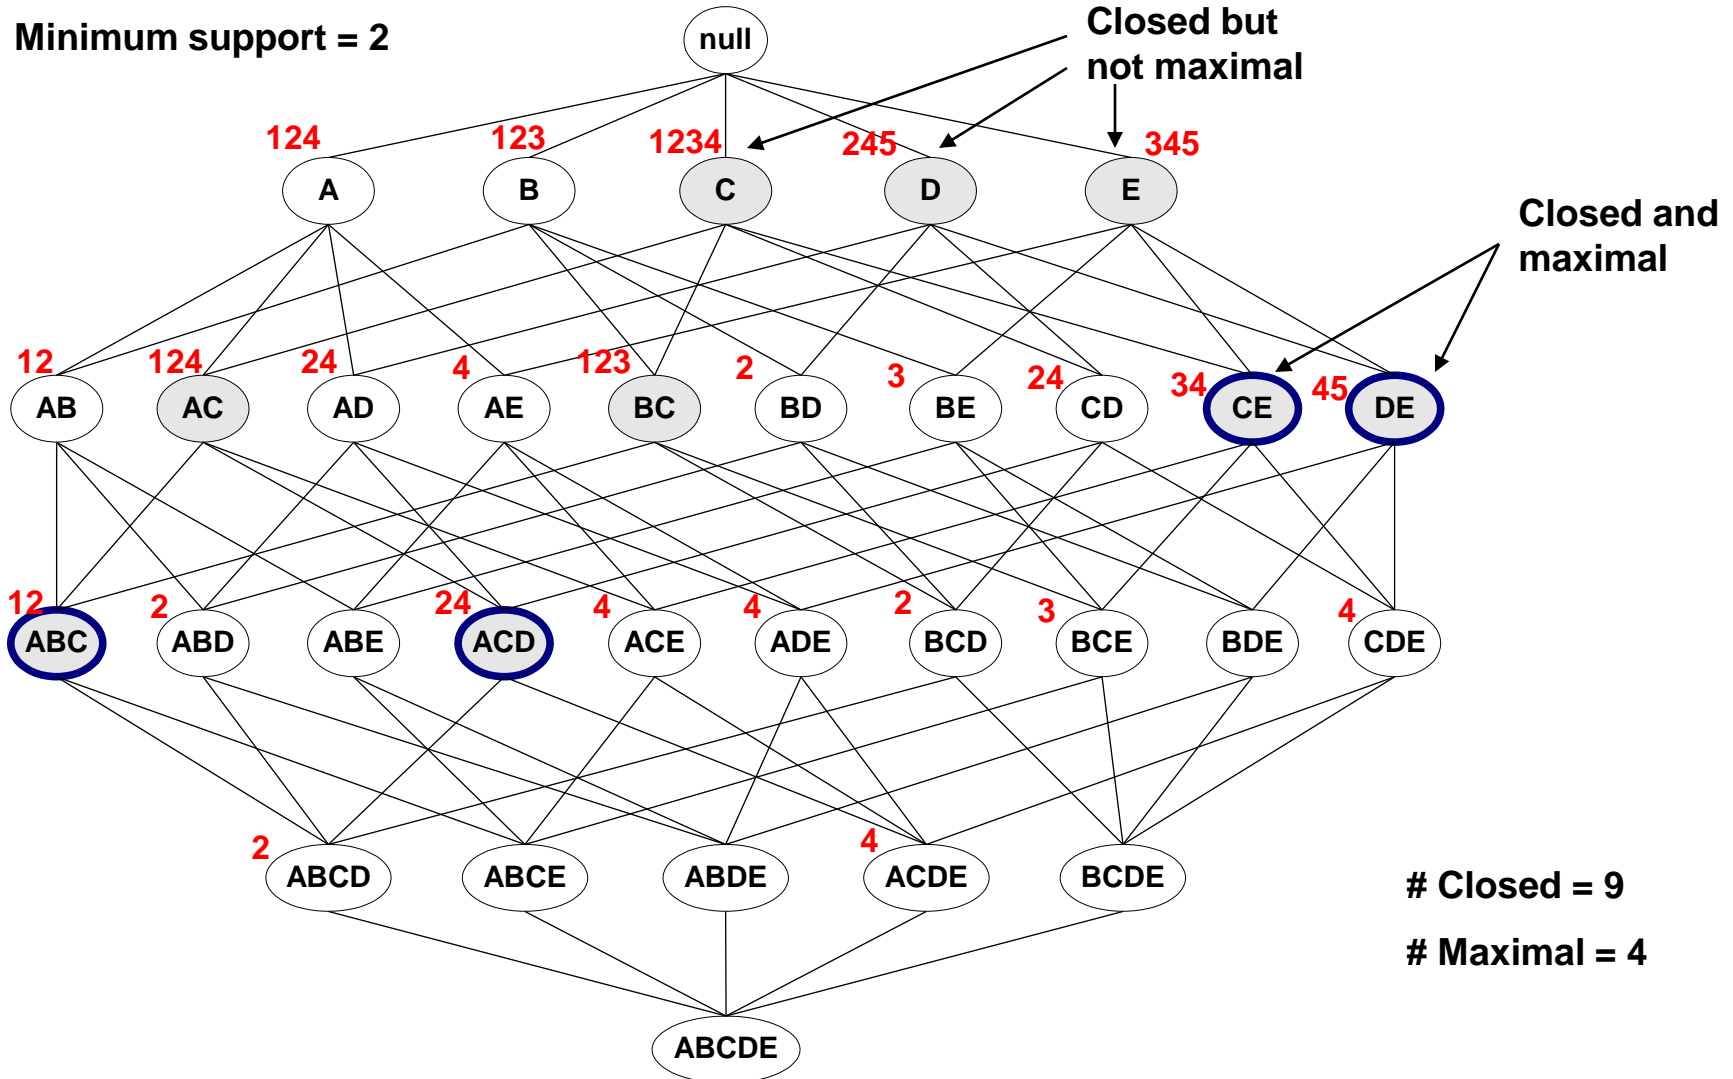 Minimum support = 2
null
Closed but
not maximal
124
123
1234
245
345
A
B
C
D
E
Closed and
maximal
12
124
24
4
123
2
3
24
34
45
AB
AC
AD
AE
BC
BD
BE
CD
CE
DE
12
2
24
4
4
2
3
4
ABC
ABD
ABE
ACD
ACE
ADE
BCD
BCE
BDE
CDE
2
4
ABCD
ABCE
ABDE
ACDE
BCDE
# Closed = 9
# Maximal = 4
ABCDE